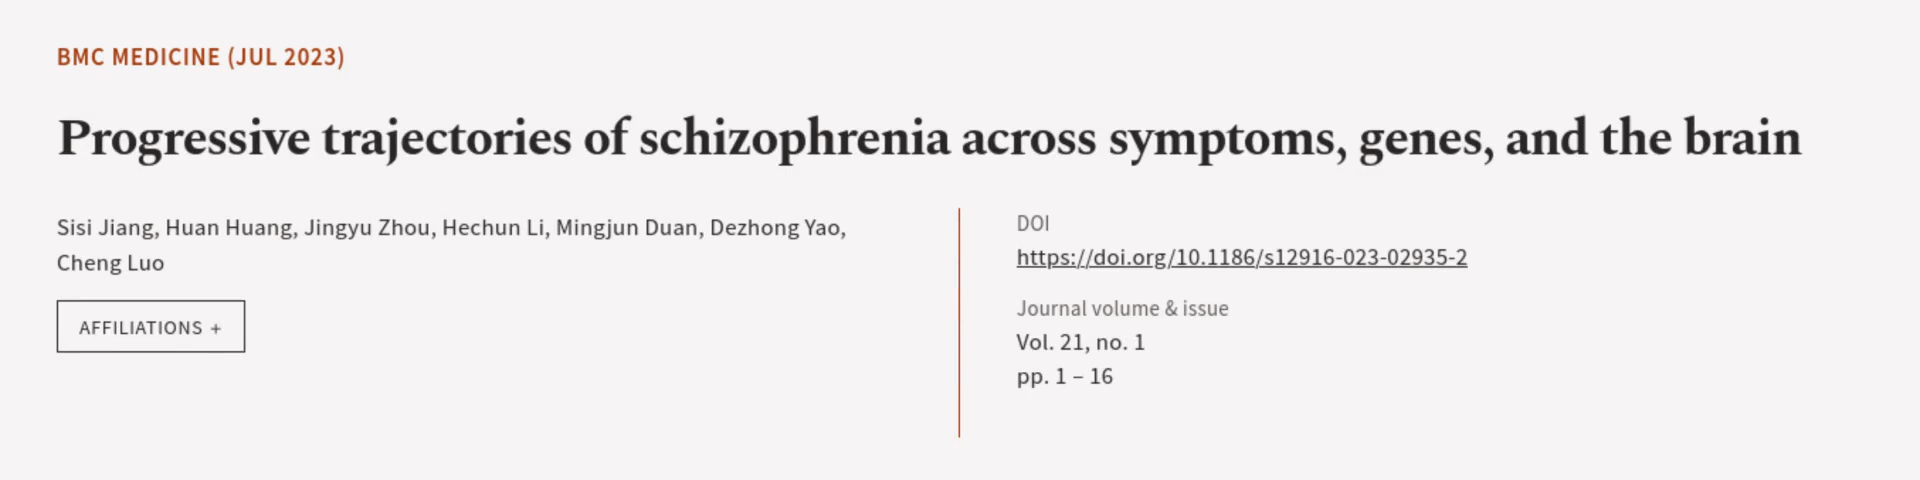 BMC MEDICINE (JUL 2023)
Progressive trajectories of schizophrenia across symptoms, genes, and the brain
Sisi Jiang, Huan Huang, Jingyu Zhou, Hechun Li, Mingjun Duan, Dezhong Yao,
Cheng Luo
AFFILIATIONS +
DOI
https://doi.org/10.1186/s12916-023-02935-2
Journal volume & issue
Vol. 21, no. 1
pp. 1 – 16